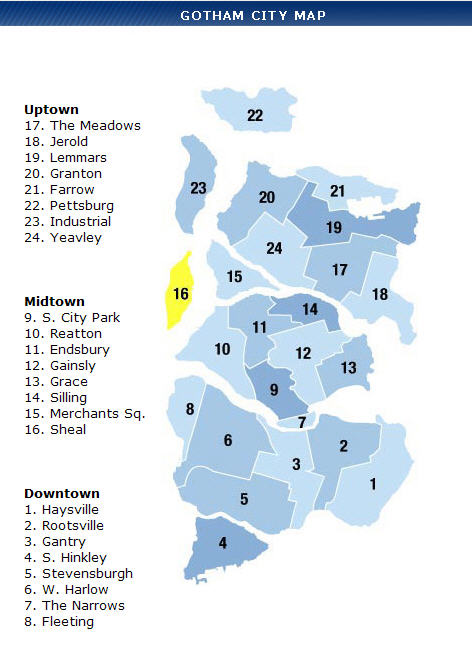 GOTHAM CITY MAP
Uptown
17. The Meadows
18. Jerold
19. Lemmars
20. Granton
21. Farrow
22. Pettsburg
23. Industrial
24. Yeavley
Midtown
9. S. City Park
10. Reatton
11. Endsbury
12. Gainsly
13. Grace
14. Silling
15. Merchants Sq.
16. Sheal
Downtown
1. Haysville
2. Rootsville
3. Gantry
4. S. Hinkley
5. Stevensburgh
6. W. Harlow
7. The Narrows
8. Fleeting
22
23
20
21
19
24
17
15
16
18
14
11
10
12
13
9
8
7
6
2
3
1
5
4